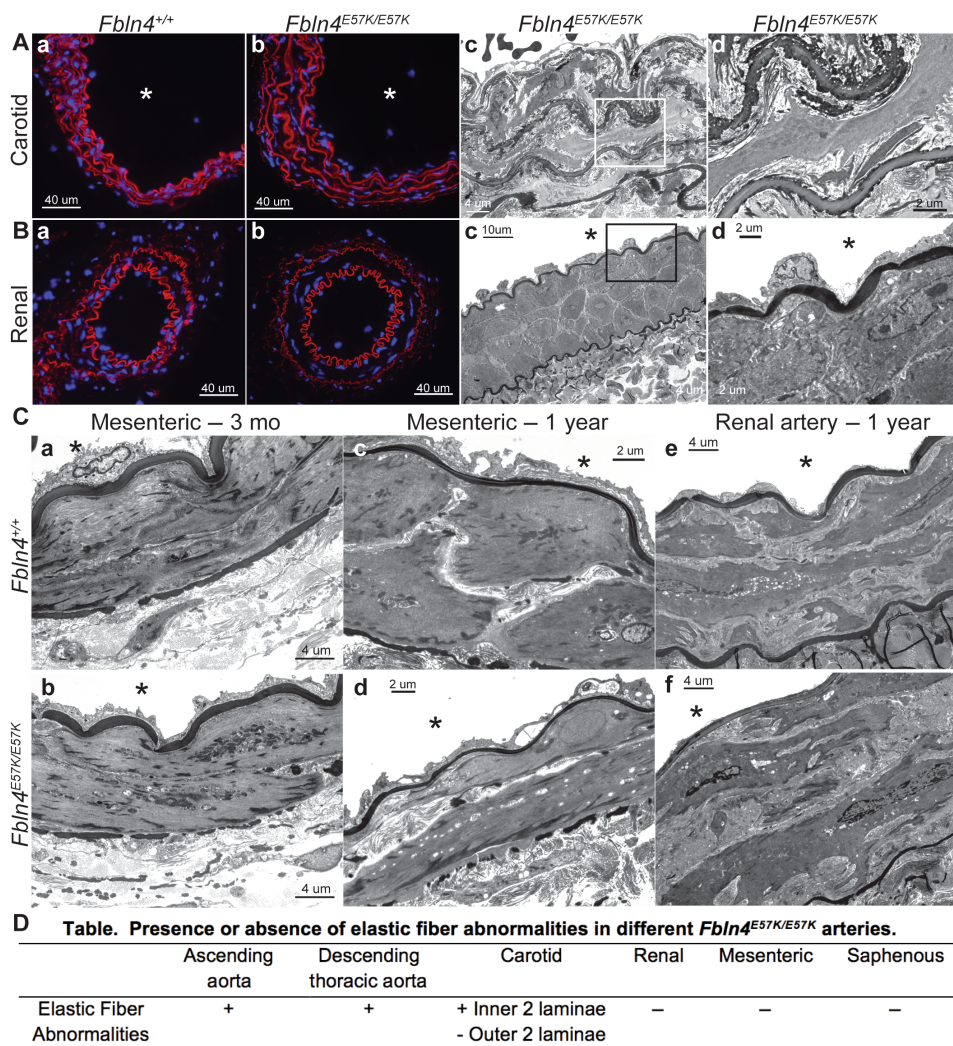 Fbln4+/+ Fbln4E57K/E57K Fbln4E57K/E57K Fbln4E57K/E57K
A a b c d
Carotid
* *
40 um 40 um 4 um 2 um
B a b c d
10um * 2 um *
Renal
40 um 40 um 4 um 2 um
C Mesenteric – 3 mo Mesenteric – 1 year Renal artery – 1 year
a c e
* * 2 um 4 um *
Fbln4+/+
4 um
b d f
* 2 um * 4 um *
Fbln4E57K/E57K
4 um
D Table. Presence or absence of elastic fiber abnormalities in different Fbln4E57K/E57K arteries.
Ascending Descending Carotid Renal Mesenteric Saphenous
aorta thoracic aorta
Elastic Fiber + + + Inner 2 laminae – – –
Abnormalities - Outer 2 laminae